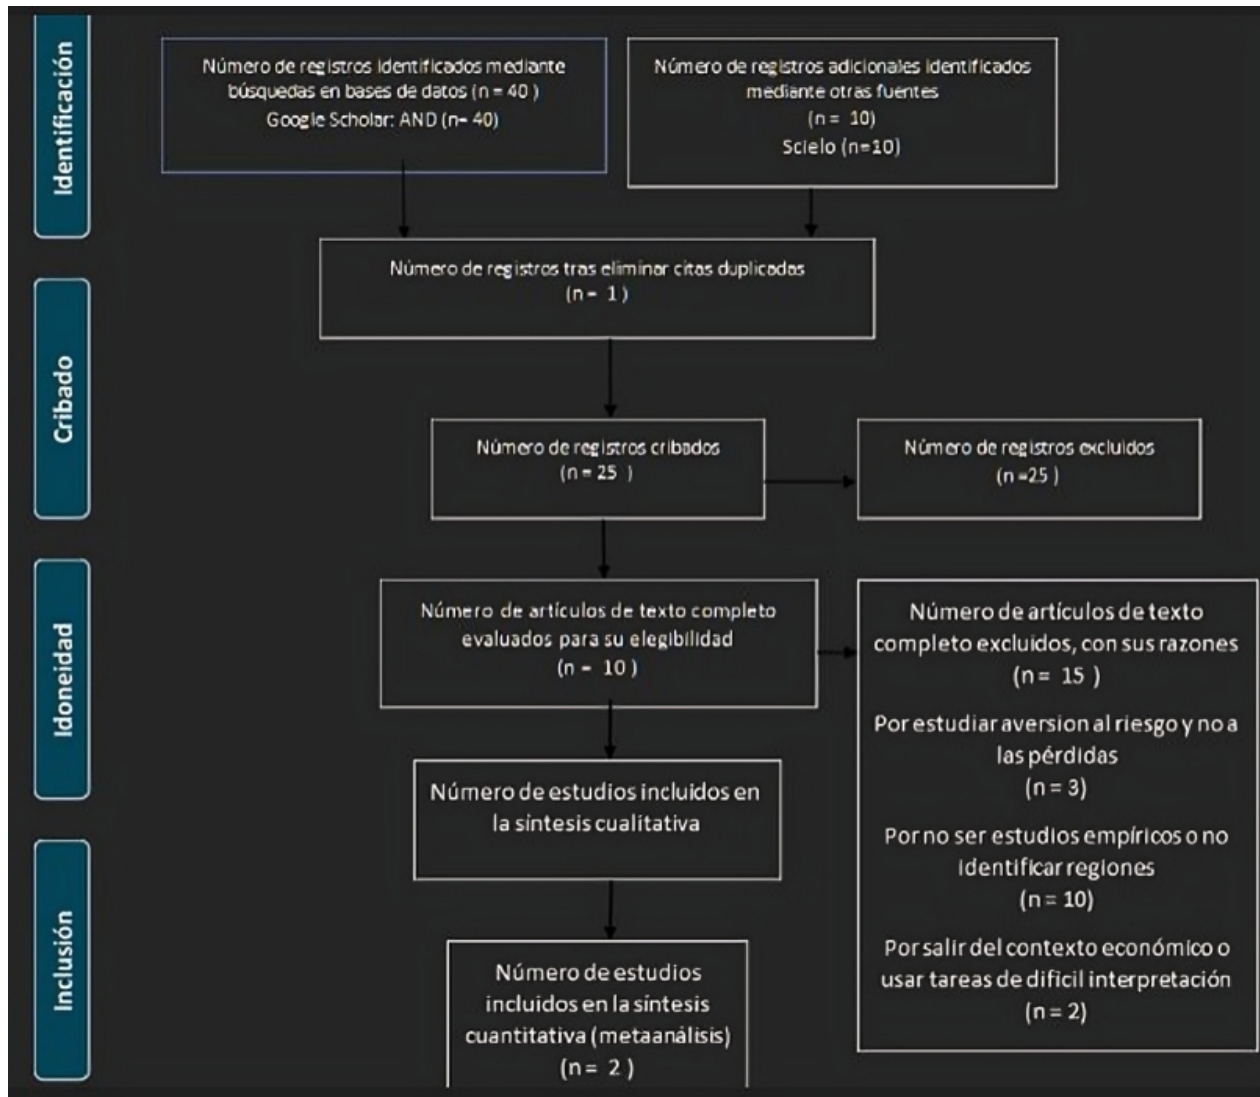 Identificación
Número de registros identificados mediante
búsquedas en bases de datos (n = 40 )
Google Scholar: AND (n= 40)
Número de registros adicionales identificados
mediante otras fuentes
(n = 10)
Scielo (n=10)
Número de registros tras eliminar citas duplicadas
(n = 1 )
Cribado
Número de registros cribados
(n = 25 )
Número de registros excluidos
(n =25 )
Idoneidad
Número de artículos de texto completo
evaluados para su elegibilidad
(n = 10 )
Número de artículos de texto
completo excluidos, con sus razones
(n = 15 )
Por estudiar aversion al riesgo y no a
las pérdidas
(n = 3)
Por no ser estudios empíricos o no
identificar regiones
(n = 10)
Por salir del contexto económico o
usar tareas de dificil interpretación
(n = 2)
Número de estudios incluidos en
la síntesis cualitativa
Inclusión
Número de estudios
incluidos en la síntesis
cuantitativa (metaanálisis)
(n = 2 )